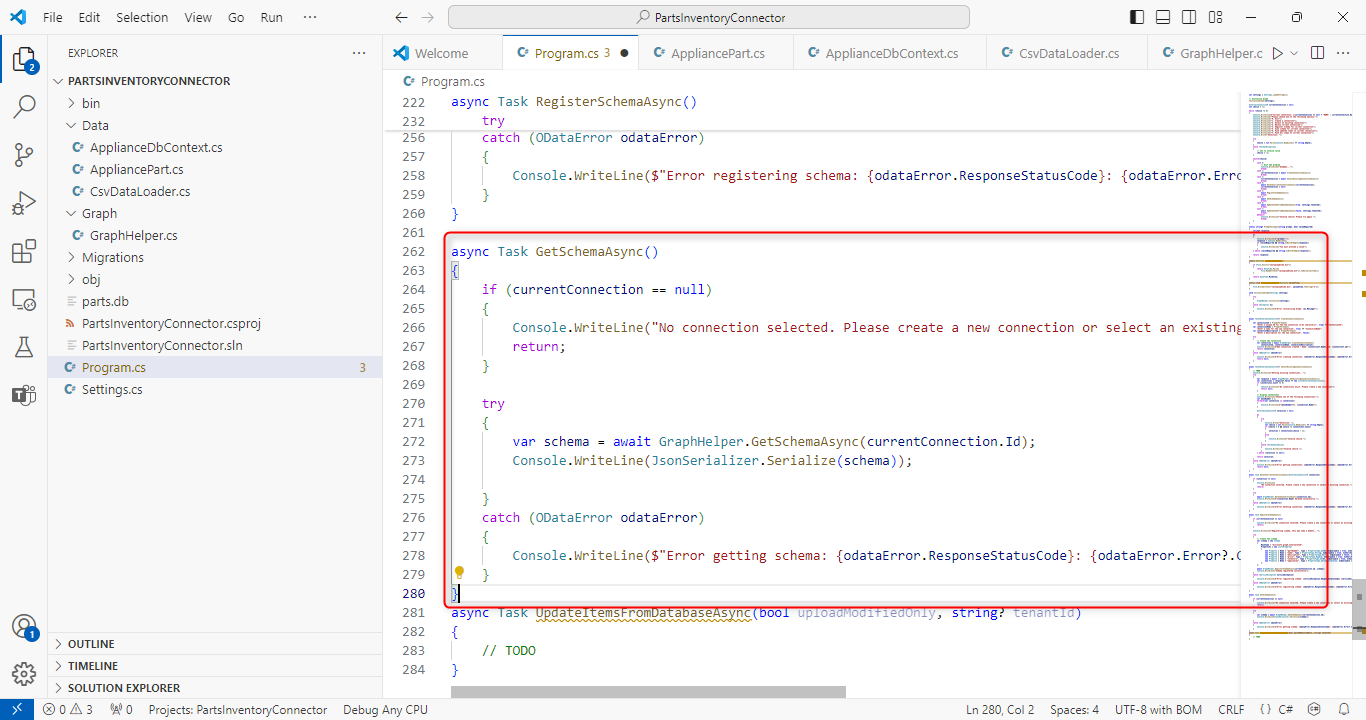 File Edit Selection View Go Run ···
PartsInventoryConnector
2
1
EXPLORER
PARTSINVENTORYCONNECTOR
bin
Data
C# ApplianceDbContext.cs
C# AppliancePart.cs
C# CsvDataLoader.cs
Graph
C# GraphHelper.cs
Migrations
obj
parts.db
PartsInventoryConnector.csproj
PartsInventoryConnector.sln
C# Program.cs 3
C# Settings.cs
OUTLINE
TIMELINE
SOLUTION EXPLORER
Welcome
C# Program.cs 3
C# AppliancePart.cs
C# ApplianceDbContext.cs
C# CsvDataLoader.cs
C# GraphHelper.c
C# Program.cs
222 async Task RegisterSchemaAsync()
232 try
256 catch (ODataError odataError)
257 {
258 Console.WriteLine($"Error registering schema: {odataError.ResponseStatusCode}: {odataError.Erro
259 }
260 }
261
262 async Task GetSchemaAsync()
263 {
264 if (currentConnection == null)
265 {
266 Console.WriteLine("No connection selected. Please create a new connection or select an existing
267 return;
268 }
269
270 try
271 {
272 var schema = await GraphHelper.GetSchemaAsync(currentConnection.Id);
273 Console.WriteLine(JsonSerializer.Serialize(schema));
274
275 }
276 catch (ODataError odataError)
277 {
278 Console.WriteLine($"Error getting schema: {odataError.ResponseStatusCode}: {odataError.Error?.C
279 }
280 }
281 async Task UpdateItemsFromDatabaseAsync(bool uploadModifiedOnly, string? tenantId)
282 {
283 // TODO
284 }
0 3 0 Projects: PartsInventoryConnector Debug Any CPU Ln 280, Col 2 Spaces: 4 UTF-8 with BOM CRLF {} C#